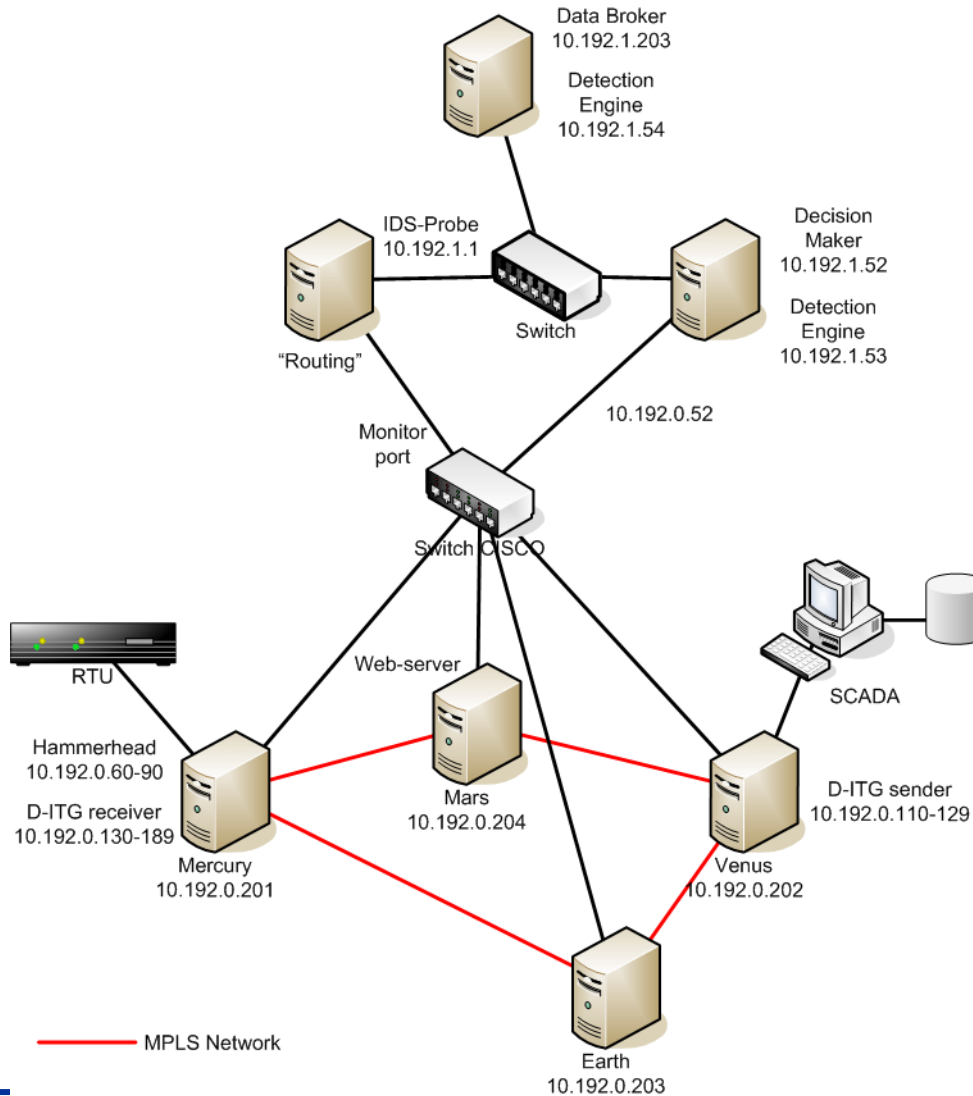 Data Broker
10.192.1.203
Detection
Engine
10.192.1.54
IDS-Probe
10.192.1.1
Decision
Maker
10.192.1.52
Detection
Engine
10.192.1.53
Switch
"Routing"
10.192.0.52
Monitor
port
Switch CISCO
RTU
Web-server
SCADA
Hammerhead
10.192.0.60-90
D-ITG receiver
10.192.0.130-189
Mercury
10.192.0.201
Mars
10.192.0.204
D-ITG sender
10.192.0.110-129
Venus
10.192.0.202
MPLS Network
Earth
10.192.0.203